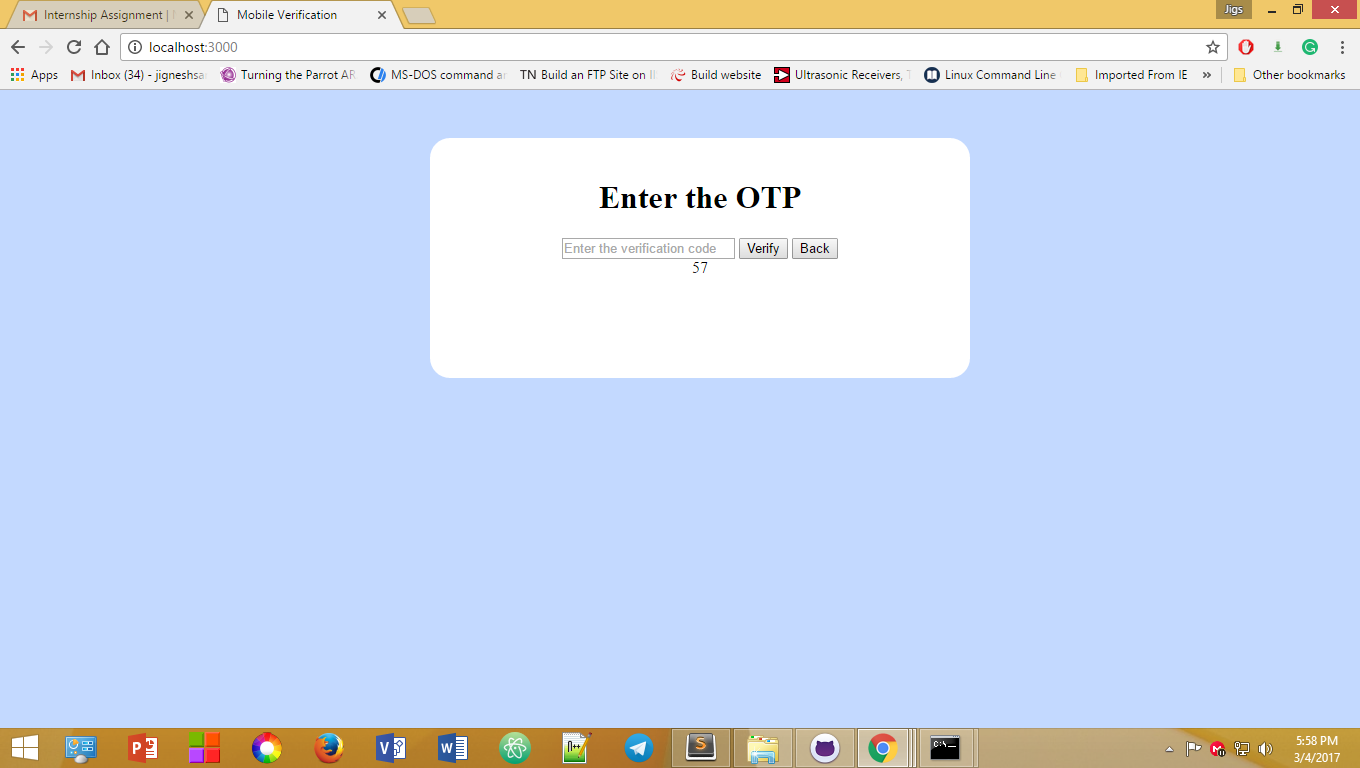 Internship Assignment |
Mobile Verification
Jigs
localhost:3000
Apps
Inbox (34) - jigneshsa
Turning the Parrot AR
MS-DOS command a
TN Build an FTP Site on I
Build website
Ultrasonic Receivers,
Linux Command Line
Imported From IE
»
Other bookmarks
Enter the OTP
Enter the verification code
Verify
Back
57
5:58 PM
3/4/2017